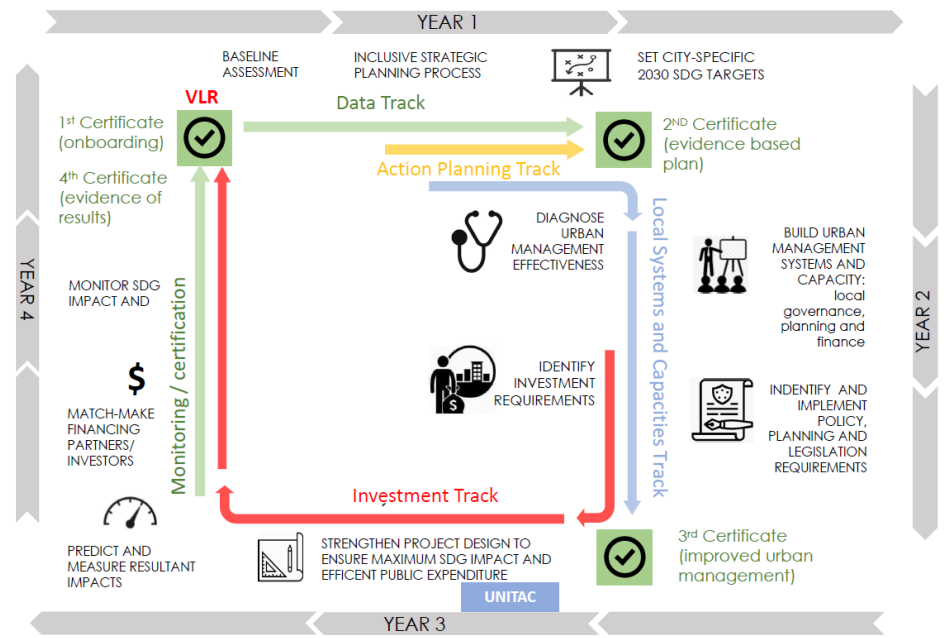 YEAR 1
BASELINE
ASSESSMENT
INCLUSIVE STRATEGIC
PLANNING PROCESS
SET CITY-SPECIFIC
2030 SDG TARGETS
VLR
Data Track
1st Certificate
(onboarding)
2ND Certificate
(evidence based
plan)
Action Planning Track
4th Certificate
(evidence of
results)
DIAGNOSE
URBAN
MANAGEMENT
EFFECTIVENESS
Local Systems and Capacities Track
BUILD URBAN
MANAGEMENT
SYSTEMS AND
CAPACITY:
local
governance,
planning and
finance
YEAR 2
YEAR 4
MONITOR SDG
IMPACT AND
Monitoring / certification
$
MATCH-MAKE
FINANCING
PARTNERS/
INVESTORS
IDENTIFY
INVESTMENT
REQUIREMENTS
$
INDENTIFY AND
IMPLEMENT
POLICY,
PLANNING AND
LEGISLATION
REQUIREMENTS
Investment Track
PREDICT AND
MEASURE RESULTANT
IMPACTS
STRENGTHEN PROJECT DESIGN TO
ENSURE MAXIMUM SDG IMPACT AND
EFFICENT PUBLIC EXPENDITURE
3rd Certificate
(improved urban
management)
UNITAC
YEAR 3